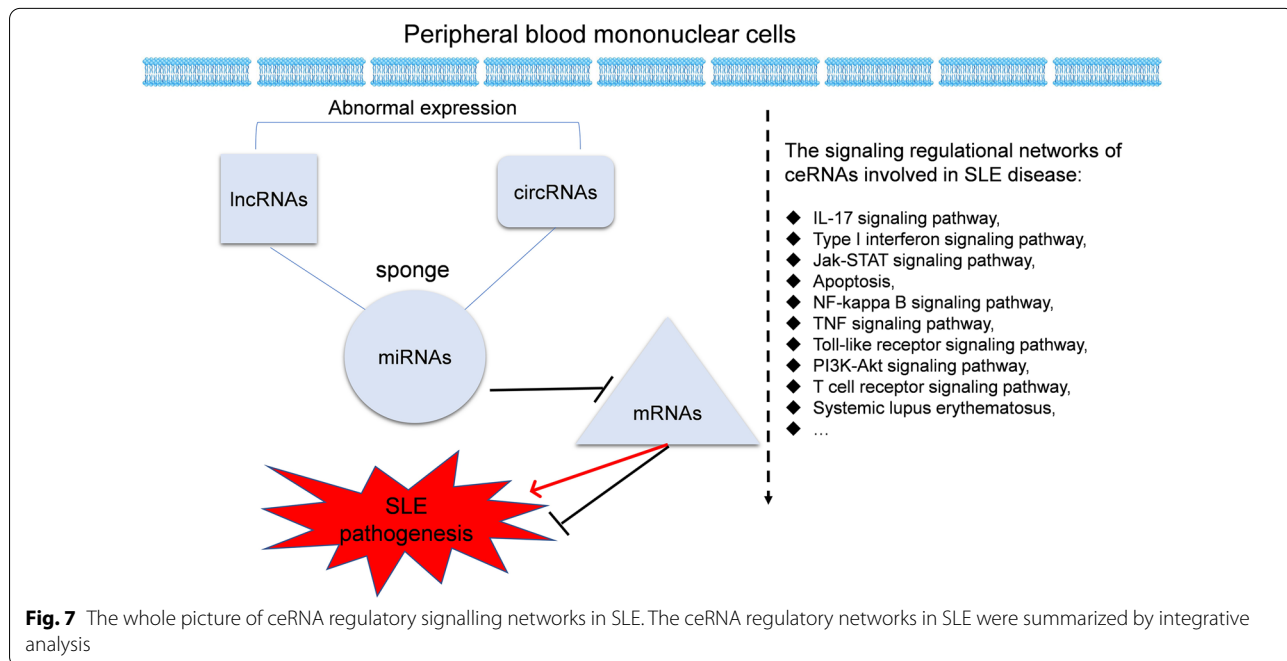 Peripheral blood mononuclear cells
Abnormal expression
lncRNAs
circRNAs
sponge
miRNAs
mRNAs
SLE
pathogenesis
The signaling regulational networks of
ceRNAs involved in SLE disease:
◆ IL-17 signaling pathway,
◆ Type I interferon signaling pathway,
◆ Jak-STAT signaling pathway,
◆ Apoptosis,
◆ NF-kappa B signaling pathway,
◆ TNF signaling pathway,
◆ Toll-like receptor signaling pathway,
◆ PI3K-Akt signaling pathway,
◆ T cell receptor signaling pathway,
◆ Systemic lupus erythematosus,
◆ ...
Fig. 7 The whole picture of ceRNA regulatory signalling networks in SLE. The ceRNA regulatory networks in SLE were summarized by integrative
analysis